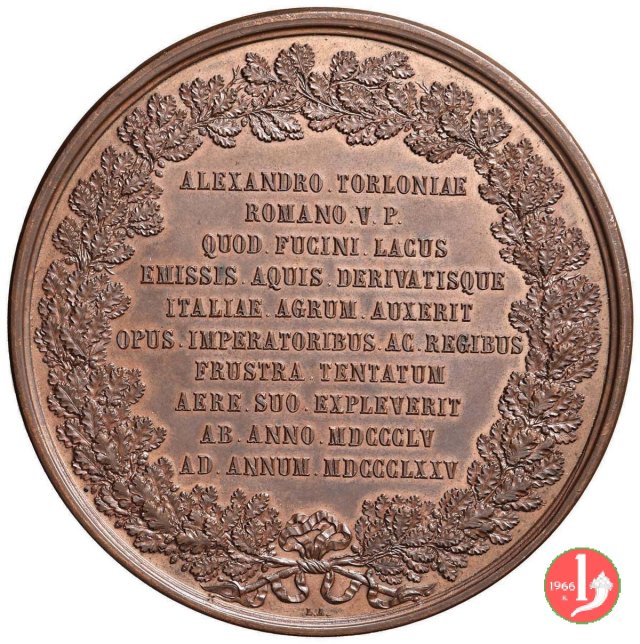 ALEXANDRO.TORLONIAE
ROMANO.V.P.
QUOD.FUCINI.LACUS
EMISSIS.AQUIS.DERIVATISQUE
ITALIAE.AGRUM.AUXERIT
OPUS.IMPERATORIBUS.AC.REGIBUS
FRUSTRA.TENTATUM
AERE.SUO.EXPLEVERIT
AB.ANNO.MDCCCLV
AD.ANNUM.MDCCCLXXV
1966